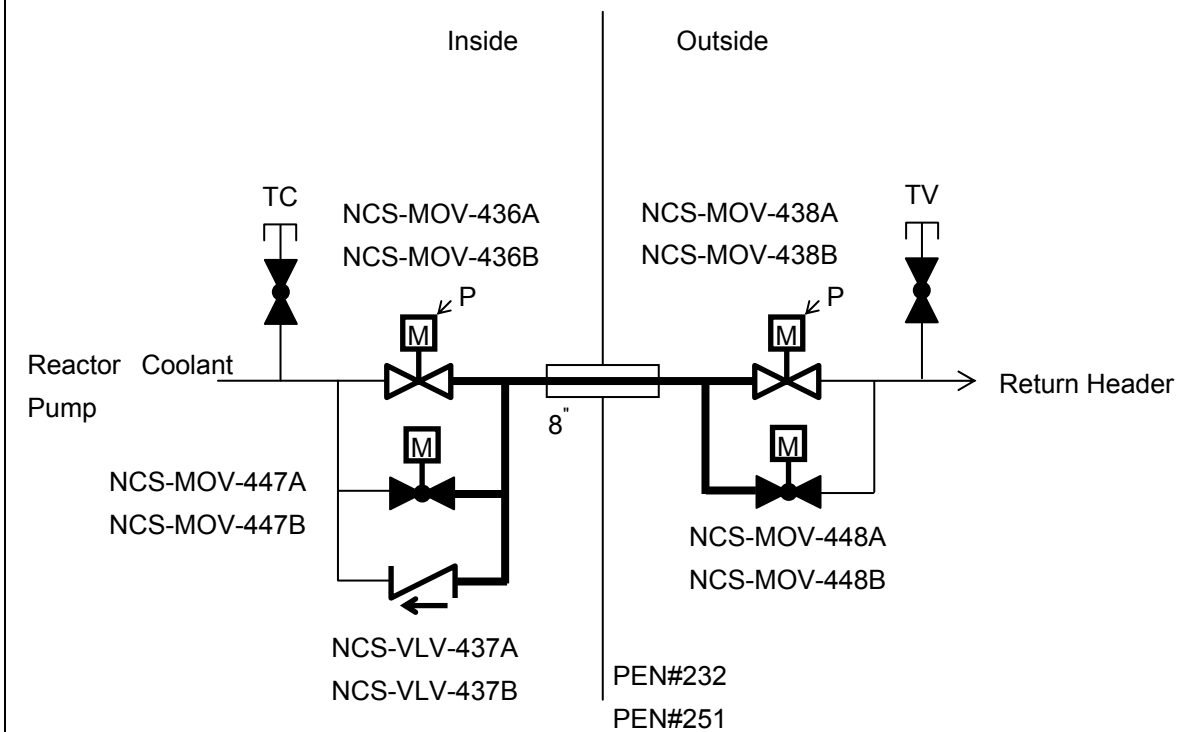 Inside
Outside
TC
TV
NCS-MOV-436A
NCS-MOV-436B
NCS-MOV-438A
NCS-MOV-438B
P
P
M
M
Reactor Coolant
Pump
8"
Return Header
M
M
NCS-MOV-447A
NCS-MOV-447B
NCS-MOV-448A
NCS-MOV-448B
NCS-VLV-437A
NCS-VLV-437B
PEN#232
PEN#251